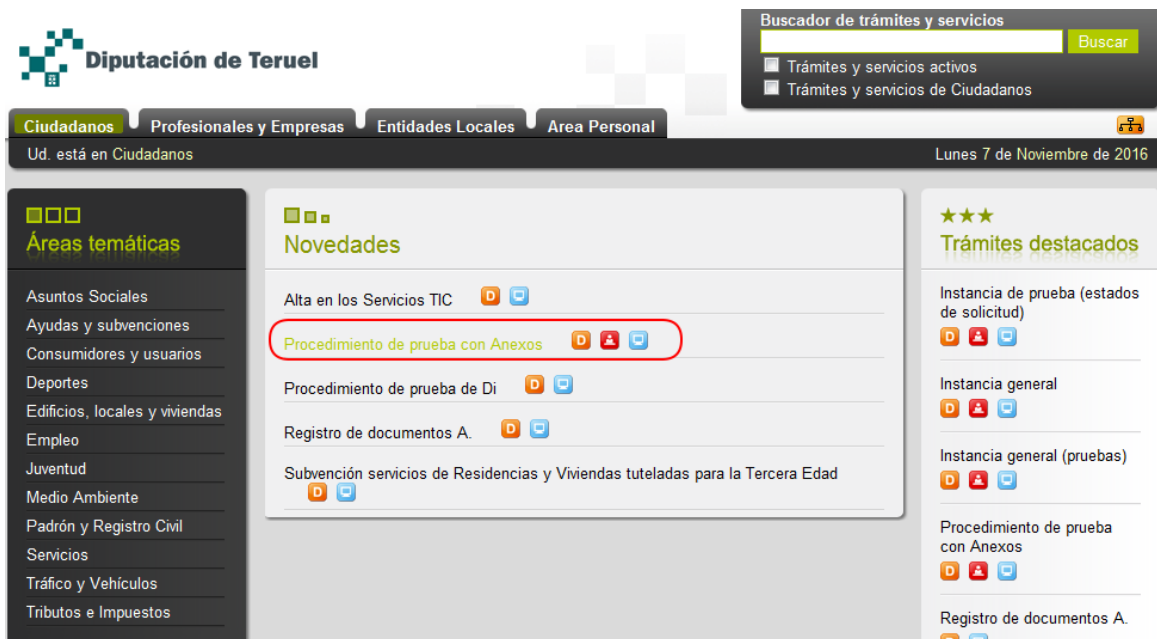 Diputación de Teruel
Buscador de trámites y servicios
Buscar
Trámites y servicios activos
Trámites y servicios de Ciudadanos
Ciudadanos
Profesionales y Empresas
Entidades Locales
Area Personal
Ud. está en Ciudadanos
Lunes 7 de Noviembre de 2016
Áreas temáticas
Asuntos Sociales
Ayudas y subvenciones
Consumidores y usuarios
Deportes
Edificios, locales y viviendas
Empleo
Juventud
Medio Ambiente
Padrón y Registro Civil
Servicios
Tráfico y Vehículos
Tributos e Impuestos
Novedades
Alta en los Servicios TIC D
Procedimiento de prueba con Anexos D
Procedimiento de prueba de Di D
Registro de documentos A. D
Subvención servicios de Residencias y Viviendas tuteladas para la Tercera Edad
D
Trámites destacados
Instancia de prueba (estados
de solicitud)
D
Instancia general
D
Instancia general (pruebas)
D
Procedimiento de prueba
con Anexos
D
Registro de documentos A.